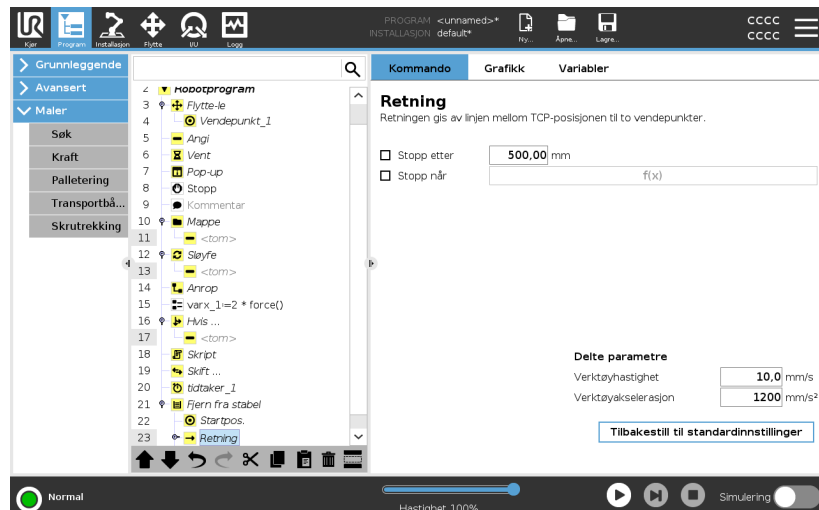 PROGRAM <unnamed>*
INSTALLASJON default*
Kjør Program Installasjon Flytte I/U Logg
Ny... Åpne... Lagre...
CCCC
CCCC
Grunnleggende
Avansert
Maler
Søk
Kraft
Palletering
Transportbå...
Skrutrekking
2 Robotprogram
3 Flytte-le
4 Vendepunkt_1
5 Angi
6 Vent
7 Pop-up
8 Stopp
9 Kommentar
10 Mappe
11 <tom>
12 Sløyfe
13 <tom>
14 Anrop
15 varx_1≔2 * force()
16 Hvis ...
17 <tom>
18 Skript
19 Skift ...
20 tidtaker_1
21 Fjern fra stabel
22 Startpos.
23 Retning
Kommando Grafikk Variabler
Retning
Retningen gis av linjen mellom TCP-posisjonen til to vendepunkter.
Stopp etter 500,00 mm
Stopp når f(x)
Delte parametre
Verktøyhastighet 10,0 mm/s
Verktøyakselerasjon 1200 mm/s²
Tilbakestill til standardinnstillinger
Normal
Hastighet 100%
Simulering